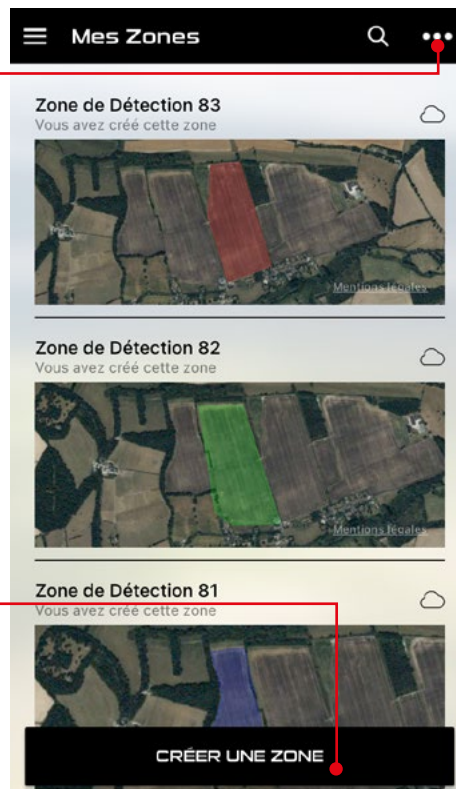 Mes Zones
Zone de Détection 83
Vous avez créé cette zone
Mentions légales
Zone de Détection 82
Vous avez créé cette zone
Mentions légales
Zone de Détection 81
Vous avez créé cette zone
CRÉER UNE ZONE